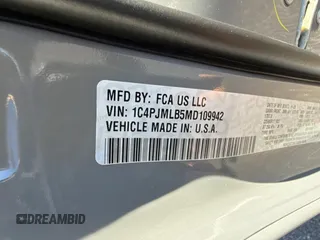 MFD BY: FCA US LLC
VIN: 1C4PJMLB5MD109942
VEHICLE MADE IN: U.S.A.
DREAMBID